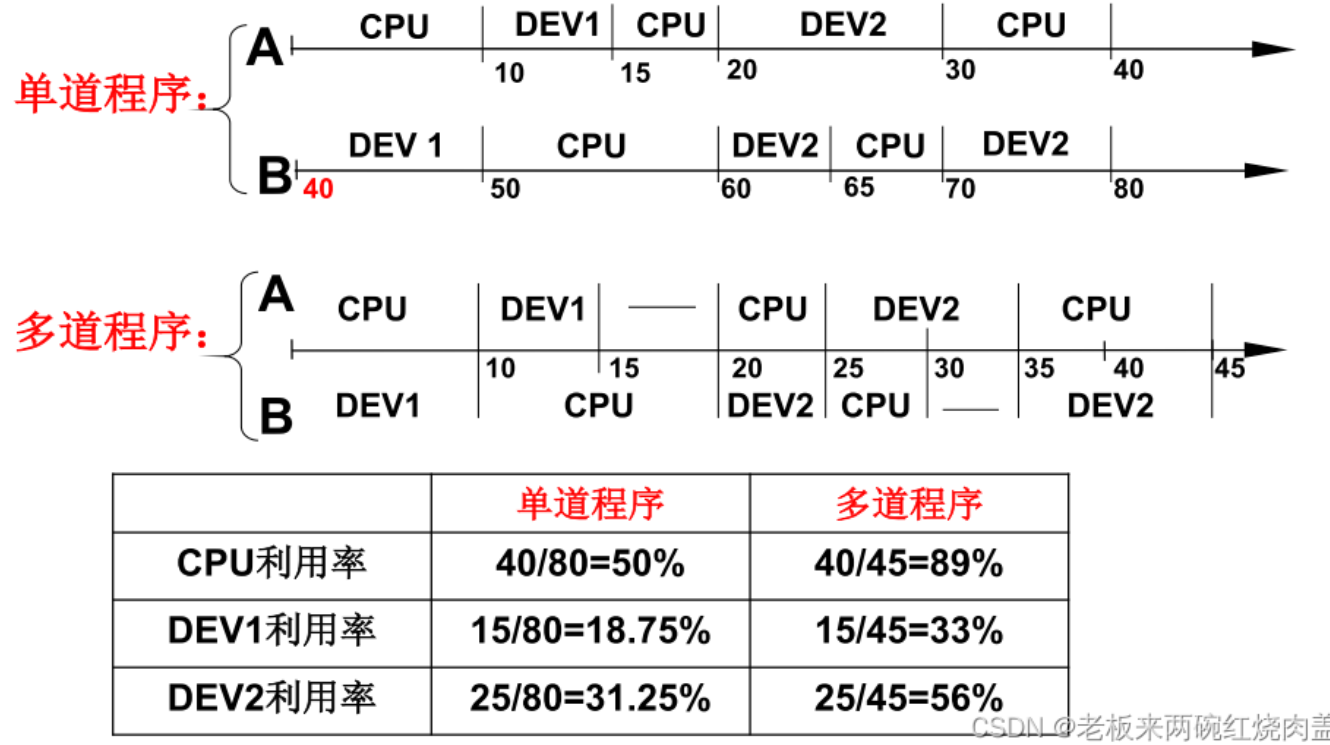 CPU DEV1 CPU DEV2 CPU
A
10 15 20 30 40
单道程序：
DEV 1 CPU DEV2 CPU DEV2
B
40 50 60 65 70 80
A
CPU DEV1 CPU DEV2 CPU
多道程序：
10 15 20 25 30 35 40 45
DEV1 CPU DEV2 CPU DEV2
B
单道程序 多道程序
CPU利用率 40/80=50% 40/45=89%
DEV1利用率 15/80=18.75% 15/45=33%
DEV2利用率 25/80=31.25% 25/45=56%
CSDN @老板来两碗红烧肉盖